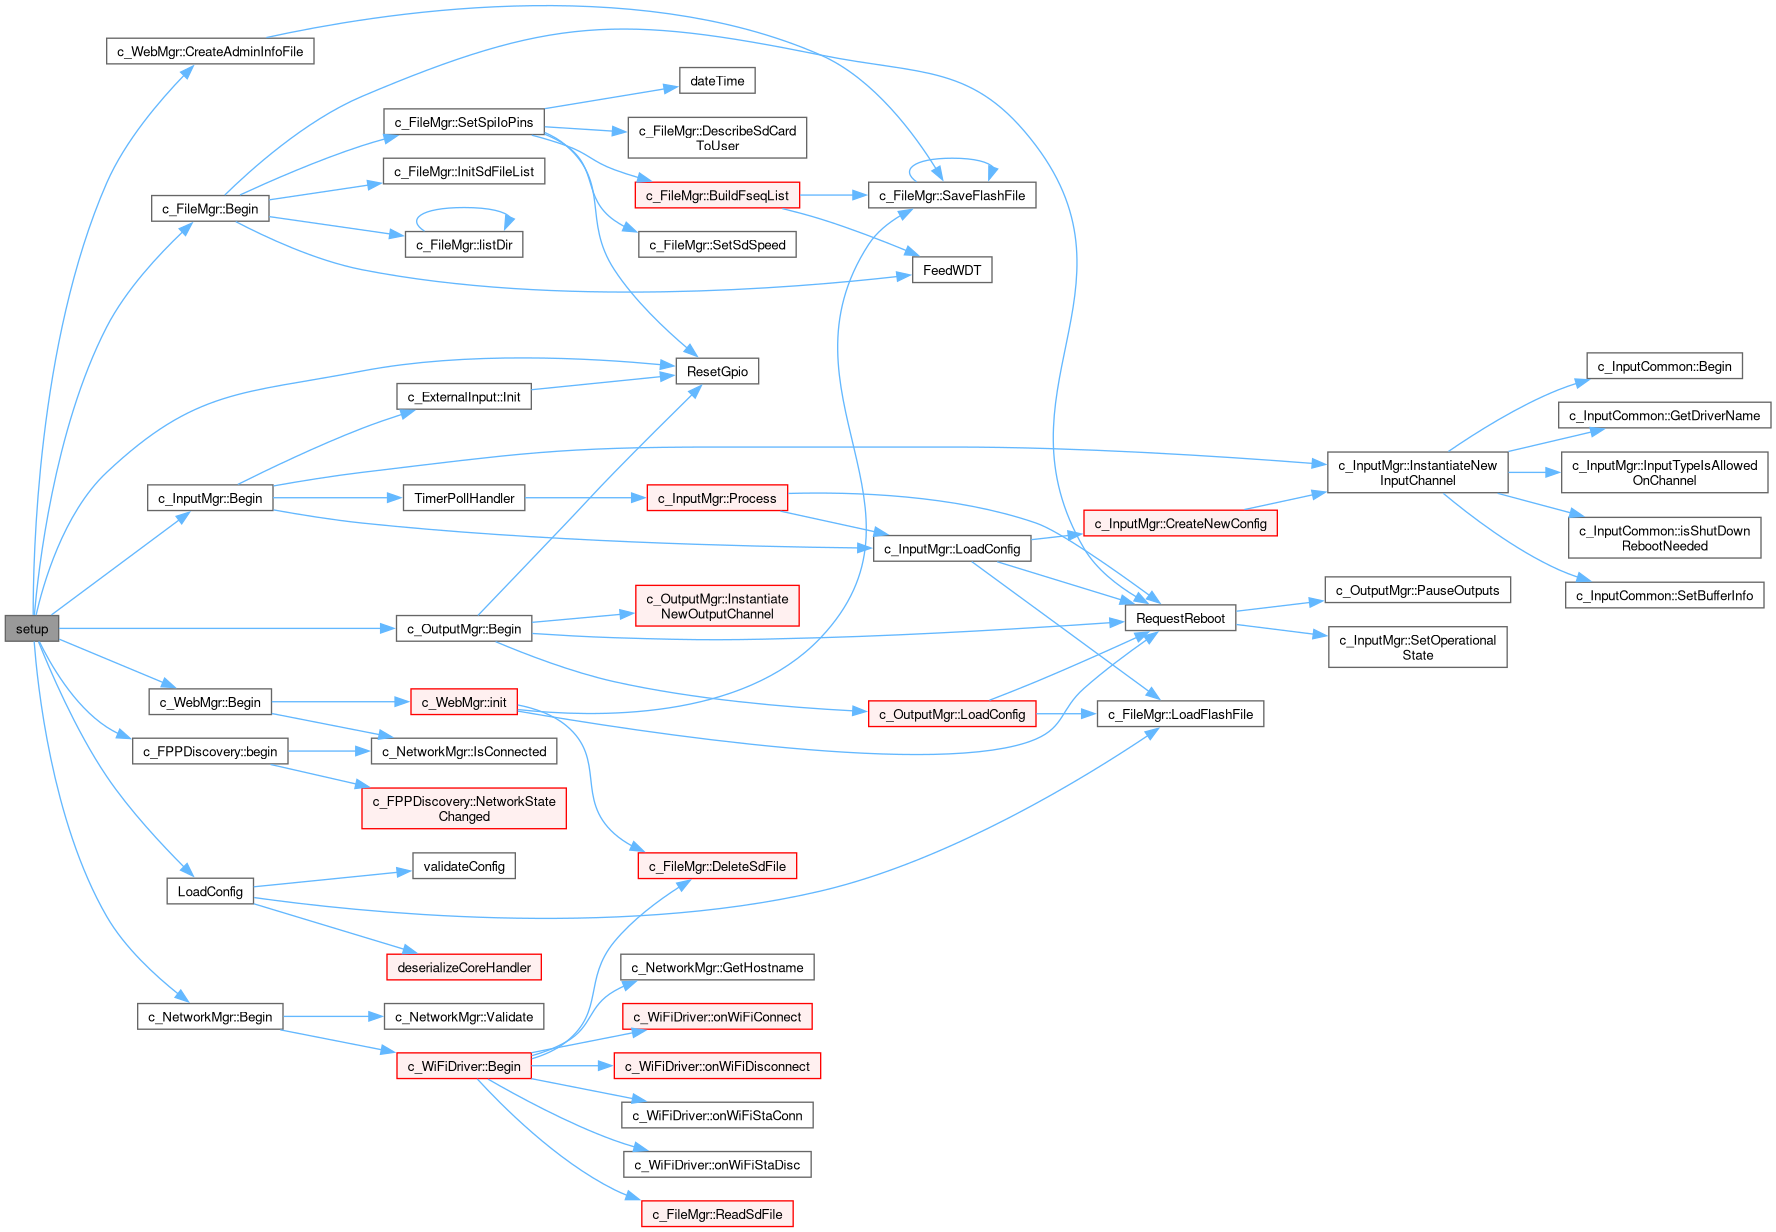 c_WebMgr::CreateAdminInfoFile
dateTime
c_FileMgr::SetSpiIoPins
c_FileMgr::DescribeSdCard
ToUser
c_FileMgr::InitSdFileList
c_FileMgr::BuildFseqList
c_FileMgr::SaveFlashFile
c_FileMgr::Begin
c_FileMgr::listDir
c_FileMgr::SetSdSpeed
FeedWDT
ResetGpio
c_InputCommon::Begin
c_ExternalInput::Init
c_InputCommon::GetDriverName
c_InputMgr::InstantiateNew
InputChannel
c_InputMgr::InputTypeIsAllowed
OnChannel
c_InputMgr::Begin
TimerPollHandler
c_InputMgr::Process
c_InputMgr::CreateNewConfig
c_InputCommon::isShutDown
RebootNeeded
c_InputMgr::LoadConfig
c_OutputMgr::PauseOutputs
c_InputCommon::SetBufferInfo
c_OutputMgr::Instantiate
NewOutputChannel
RequestReboot
setup
c_OutputMgr::Begin
c_InputMgr::SetOperational
State
c_WebMgr::Begin
c_WebMgr::init
c_OutputMgr::LoadConfig
c_FileMgr::LoadFlashFile
c_FPPDiscovery::begin
c_NetworkMgr::IsConnected
c_FPPDiscovery::NetworkState
Changed
validateConfig
c_FileMgr::DeleteSdFile
LoadConfig
deserializeCoreHandler
c_NetworkMgr::GetHostname
c_NetworkMgr::Begin
c_NetworkMgr::Validate
c_WiFiDriver::onWiFiConnect
c_WiFiDriver::Begin
c_WiFiDriver::onWiFiDisconnect
c_WiFiDriver::onWiFiStaConn
c_WiFiDriver::onWiFiStaDisc
c_FileMgr::ReadSdFile